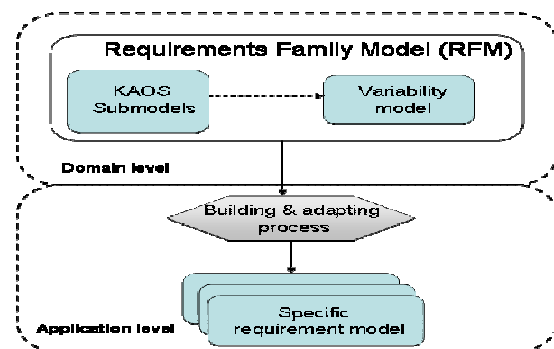 Requirements Family Model (RFM)
KAOS
Submodels
Variability
model
Domain level
Building & adapting
process
Specific
requirement model
Application level